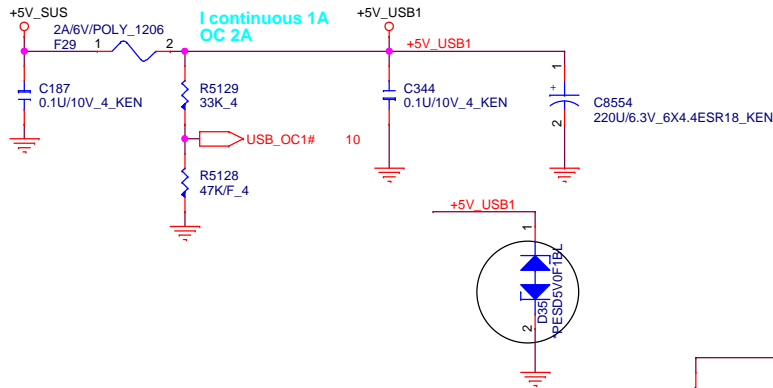 +5V_SUS
2A/6V/POLY_1206
F29
1
2
I continuous 1A
OC 2A
+5V_USB1
+5V_USB1
C187
0.1U/10V_4_KEN
R5129
33K_4
C344
0.1U/10V_4_KEN
1
+
2
C8554
220U/6.3V_6X4.4ESR18_KEN
USB_OC1#
10
R5128
47K/F_4
+5V_USB1
1
2
D35
*PESD5V0F1BL